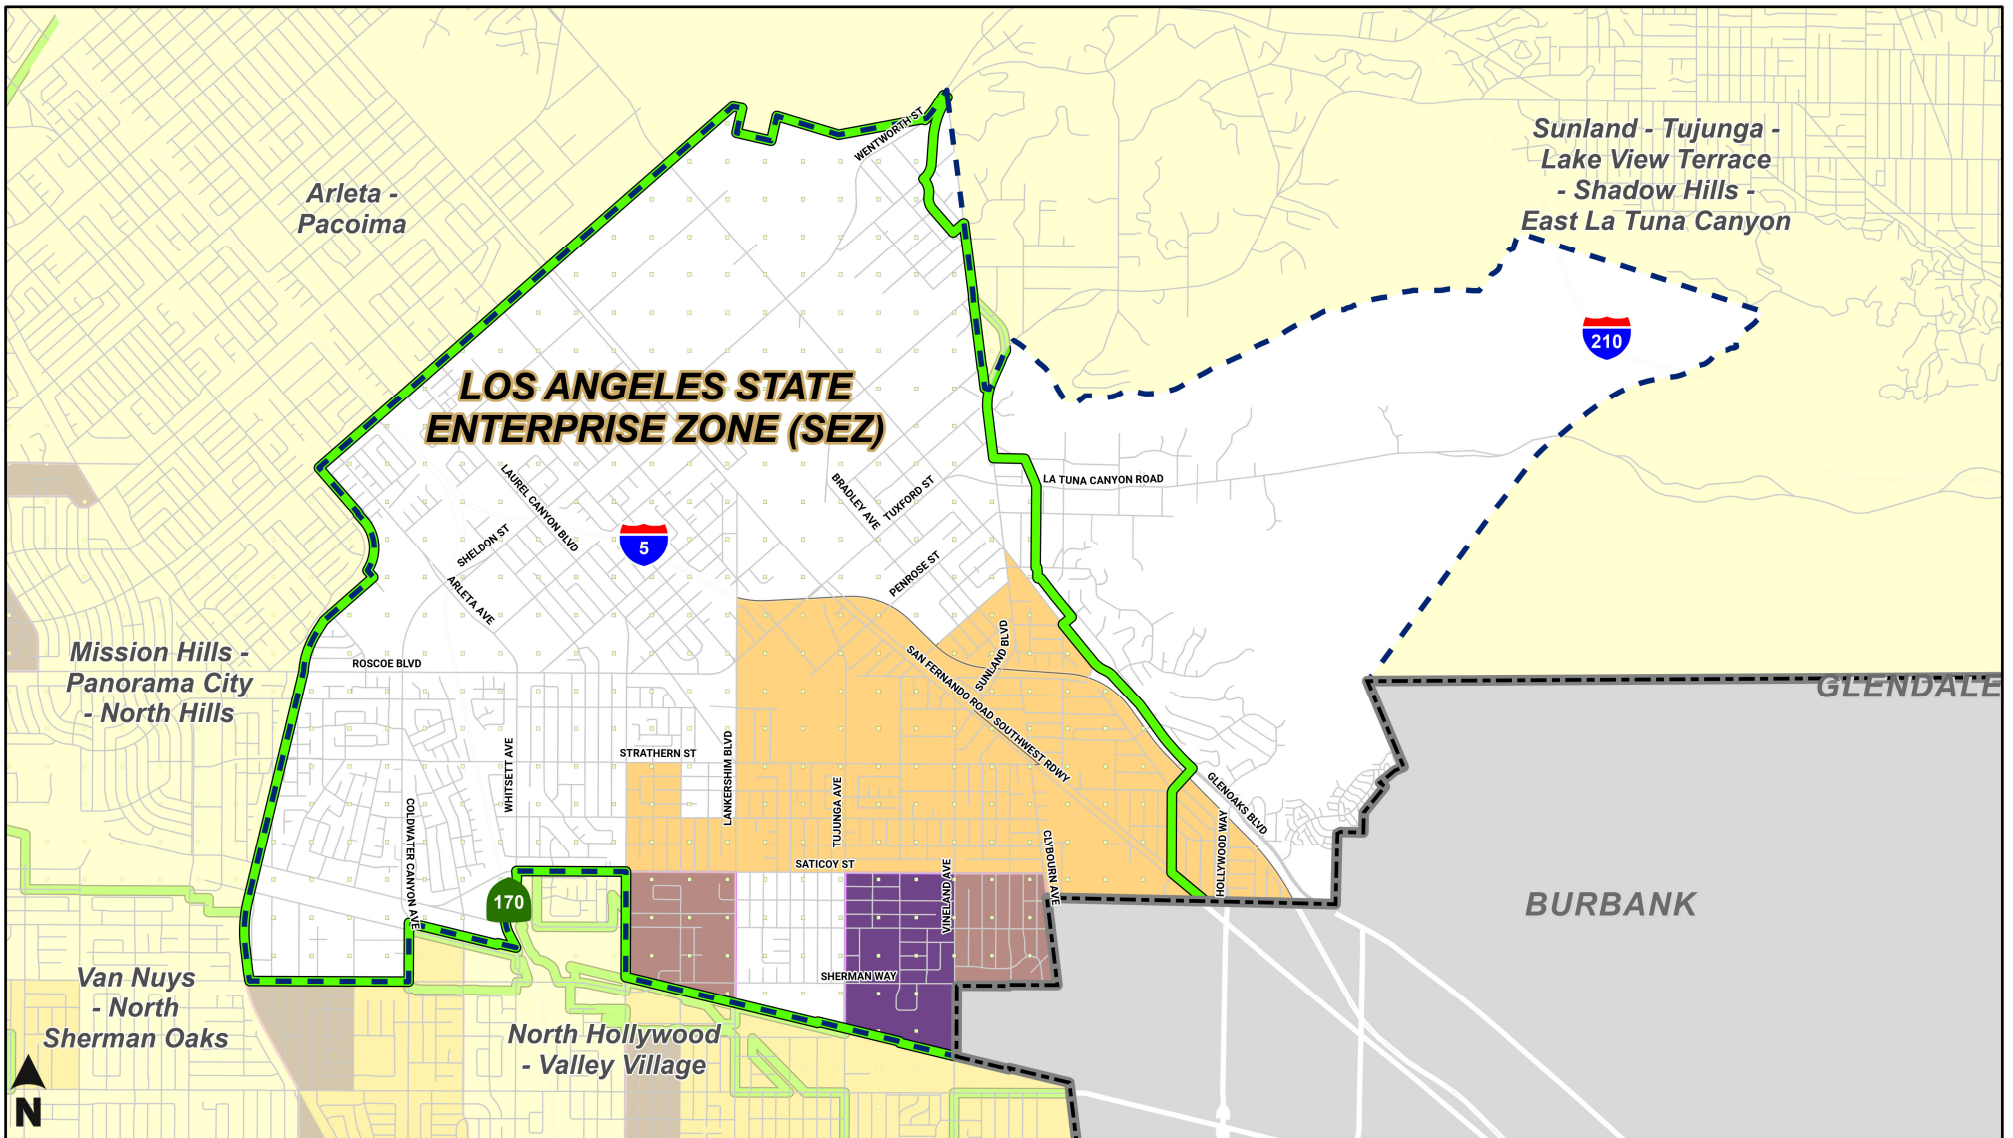 Sunland - Tujunga -
Lake View Terrace
- Shadow Hills -
East La Tuna Canyon
Arleta -
Pacoima
WENTWORTH ST
210
LOS ANGELES STATE
ENTERPRISE ZONE (SEZ)
LAUREL CANYON BLVD
BRADLEY AVE
TUXFORD ST
LA TUNA CANYON ROAD
SHELDON ST
5
PENROSE ST
ARLETA AVE
Mission Hills -
Panorama City
- North Hills
ROSCOE BLVD
SUNLAND BLVD
SAN FERNANDO ROAD SOUTHWEST RDWY
GLENDALE
STRATHERN ST
WHITSETT AVE
LANKERSHIM BLVD
TUJUNGA AVE
COLDWATER CANYON AVE
GLENOAKS BLVD
HOLLYWOOD WAY
CLYBOURN AVE
SATICOY ST
VINELAND AVE
170
BURBANK
SHERMAN WAY
Van Nuys
- North
Sherman Oaks
North Hollywood
- Valley Village
N